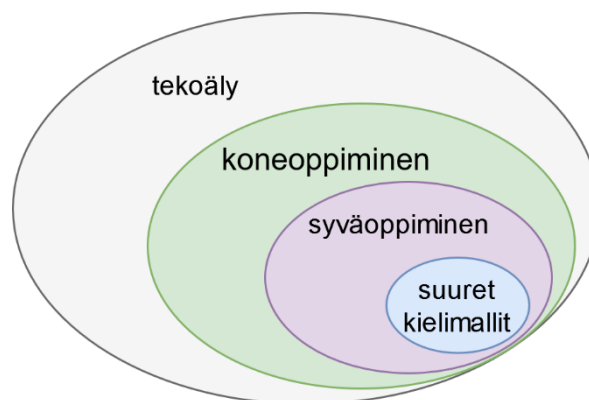 tekoäly
koneoppiminen
syväoppiminen
suuret
kielimallit